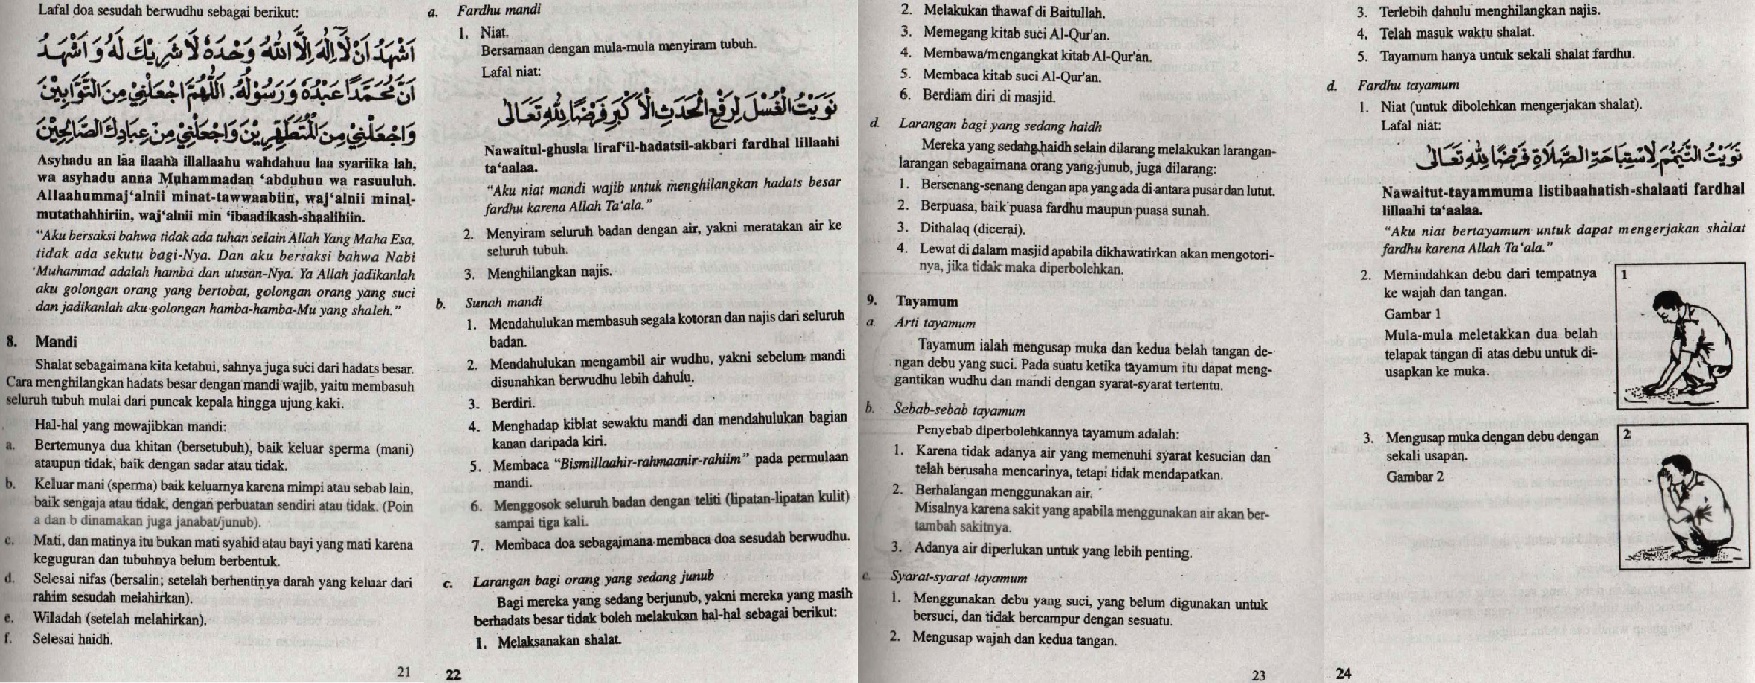 Lafal doa sesudah berwudhu sebagai berikut:
اَشْهَدُ اَنْ لَآ اِلٰهَ اِلَّا اللّٰهُ وَحْدَهُ لَا شَرِيْكَ لَهُ وَاَشْهَدُ
اَنَّ مُحَمَّدًا عَبْدُهُ وَرَسُوْلُهُ. اَللّٰهُمَّ اجْعَلْنِيْ مِنَ التَّوَّابِيْنَ
وَاجْعَلْنِيْ مِنَ الْمُتَطَهِّرِيْنَ وَاجْعَلْنِيْ مِنْ عِبَادِكَ الصَّالِحِيْنَ
Asyhadu an laa ilaaha illallaahu wahdahuu laa syariika lah,
wa asyhadu anna Muhammadan ‘abduhuu wa rasuuluh.
Allaahummaj‘alnii minat-tawwaabiin, waj‘alnii minal-
mutathahhiriin, waj‘alnii min ‘ibaadikash-shaalihiin.
“Aku bersaksi bahwa tidak ada tuhan selain Allah Yang Maha Esa,
tidak ada sekutu bagi-Nya. Dan aku bersaksi bahwa Nabi
Muhammad adalah hamba dan utusan-Nya. Ya Allah jadikanlah
aku golongan orang yang bertobat, golongan orang yang suci
dan jadikanlah aku golongan hamba-hamba-Mu yang shaleh.”
8. Mandi
Shalat sebagaimana kita ketahui, sahnya juga suci dari hadats besar.
Cara menghilangkan hadats besar dengan mandi wajib, yaitu membasuh
seluruh tubuh mulai dari puncak kepala hingga ujung kaki.
Hal-hal yang mewajibkan mandi:
a. Bertemunya dua khitan (bersetubuh), baik keluar sperma (mani)
ataupun tidak, baik dengan sadar atau tidak.
b. Keluar mani (sperma) baik keluarnya karena mimpi atau sebab lain,
baik sengaja atau tidak, dengan perbuatan sendiri atau tidak. (Poin
a dan b dinamakan juga janabat/junub).
c. Mati, dan matinya itu bukan mati syahid atau bayi yang mati karena
keguguran dan tubuhnya belum berbentuk.
d. Selesai nifas (bersalin; setelah berhentinya darah yang keluar dari
rahim sesudah melahirkan).
e. Wiladah (setelah melahirkan).
f. Selesai haidh.
21
a. Fardhu mandi
1. Niat.
Bersamaan dengan mula-mula menyiram tubuh.
Lafal niat:
نَوَيْتُ الْغُسْلَ لِرَفْعِ الْحَدَثِ الْاَكْبَرِ فَرْضًا لِلّٰهِ تَعَالٰى
Nawaitul-ghusla liraf‘il-hadatsil-akbari fardhal lillaahi
ta‘aalaa.
“Aku niat mandi wajib untuk menghilangkan hadats besar
fardhu karena Allah Ta‘ala.”
2. Menyiram seluruh badan dengan air, yakni meratakan air ke
seluruh tubuh.
3. Menghilangkan najis.
b. Sunah mandi
1. Mendahulukan membasuh segala kotoran dan najis dari seluruh
badan.
2. Mendahulukan mengambil air wudhu, yakni sebelum mandi
disunahkan berwudhu lebih dahulu.
3. Berdiri.
4. Menghadap kiblat sewaktu mandi dan mendahulukan bagian
kanan daripada kiri.
5. Membaca “Bismillaahir-rahmaanir-rahiim” pada permulaan
mandi.
6. Menggosok seluruh badan dengan teliti (lipatan-lipatan kulit)
sampai tiga kali.
7. Membaca doa sebagaimana membaca doa sesudah berwudhu.
c. Larangan bagi orang yang sedang junub
Bagi mereka yang sedang berjunub, yakni mereka yang masih
berhadats besar tidak boleh melakukan hal-hal sebagai berikut:
1. Melaksanakan shalat.
22
2. Melakukan thawaf di Baitullah.
3. Memegang kitab suci Al-Qur'an.
4. Membawa/mengangkat kitab Al-Qur'an.
5. Membaca kitab suci Al-Qur'an.
6. Berdiam diri di masjid.
d. Larangan bagi yang sedang haidh
Mereka yang sedang haidh selain dilarang melakukan larangan-
larangan sebagaimana orang yang junub, juga dilarang:
1. Bersenang-senang dengan apa yang ada di antara pusar dan lutut.
2. Berpuasa, baik puasa fardhu maupun puasa sunah.
3. Dithalaq (dicerai).
4. Lewat di dalam masjid apabila dikhawatirkan akan mengotori-
nya, jika tidak maka diperbolehkan.
9. Tayamum
a. Arti tayamum
Tayamum ialah mengusap muka dan kedua belah tangan de-
ngan debu yang suci. Pada suatu ketika tayamum itu dapat meng-
gantikan wudhu dan mandi dengan syarat-syarat tertentu.
b. Sebab-sebab tayamum
Penyebab diperbolehkannya tayamum adalah:
1. Karena tidak adanya air yang memenuhi syarat kesucian dan
telah berusaha mencarinya, tetapi tidak mendapatkan.
2. Berhalangan menggunakan air.
Misalnya karena sakit yang apabila menggunakan air akan ber-
tambah sakitnya.
3. Adanya air diperlukan untuk yang lebih penting.
c. Syarat-syarat tayamum
1. Menggunakan debu yang suci, yang belum digunakan untuk
bersuci, dan tidak bercampur dengan sesuatu.
2. Mengusap wajah dan kedua tangan.
23
3. Terlebih dahulu menghilangkan najis.
4. Telah masuk waktu shalat.
5. Tayamum hanya untuk sekali shalat fardhu.
d. Fardhu tayamum
1. Niat (untuk dibolehkan mengerjakan shalat).
Lafal niat:
نَوَيْتُ التَّيَمُّمَ لِاسْتِبَاحَةِ الصَّلَاةِ فَرْضًا لِلّٰهِ تَعَالٰى
Nawaitut-tayammuma listibaahatish-shalaati fardhal
lillaahi ta‘aalaa.
“Aku niat bertayamum untuk dapat mengerjakan shalat
fardhu karena Allah Ta‘ala.”
2. Memindahkan debu dari tempatnya
ke wajah dan tangan.
Gambar 1
Mula-mula meletakkan dua belah
telapak tangan di atas debu untuk di-
usapkan ke muka.
1
3. Mengusap muka dengan debu dengan
sekali usapan.
Gambar 2
2
24